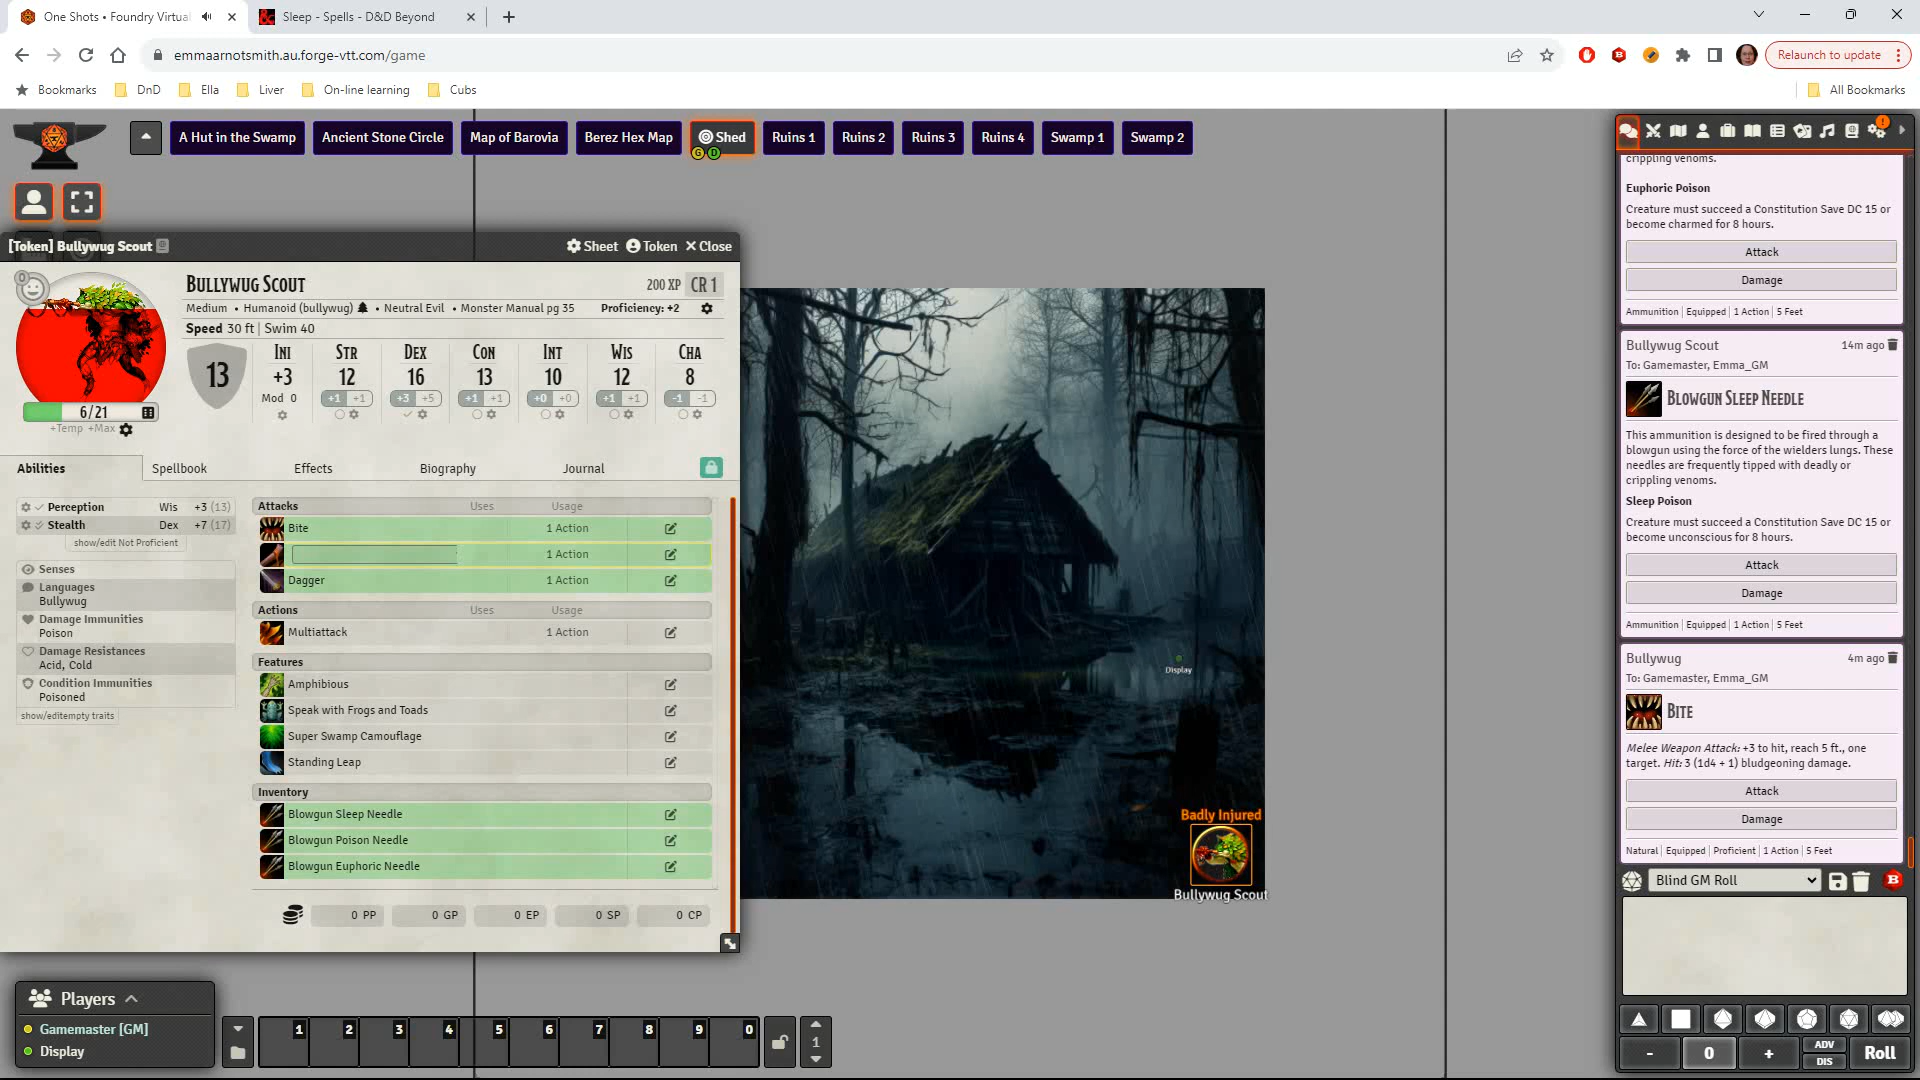 One Shots • Foundry Virtual
Sleep - Spells - D&D Beyond
emmaarnotsmith.au.forge-vtt.com/game
Relaunch to update
Bookmarks
DnD
Ella
Liver
On-line learning
Cubs
All Bookmarks
A Hut in the Swamp
Ancient Stone Circle
Map of Barovia
Berez Hex Map
Shed
G D
Ruins 1
Ruins 2
Ruins 3
Ruins 4
Swamp 1
Swamp 2
[Token] Bullywug Scout
Sheet
Token
Close
0
Bullywug Scout
200 XP
CR 1
Medium • Humanoid (bullywug) • Neutral Evil • Monster Manual pg 35
Proficiency: +2
Speed 30 ft | Swim 40
13
Ini Str Dex Con Int Wis Cha
+3 12 16 13 10 12 8
Mod 0 +1 +1 +3 +5 +1 +1 +0 +0 +1 +1 -1 -1
6/21
+Temp +Max
Abilities
Spellbook
Effects
Biography
Journal
Perception Wis +3 (13)
Stealth Dex +7 (17)
show/edit Not Proficient
Senses
Languages
Bullywug
Damage Immunities
Poison
Damage Resistances
Acid, Cold
Condition Immunities
Poisoned
show/editempty traits
Attacks Uses Usage
Bite 1 Action
1 Action
Dagger 1 Action
Actions Uses Usage
Multiattack 1 Action
Features
Amphibious
Speak with Frogs and Toads
Super Swamp Camouflage
Standing Leap
Inventory
Blowgun Sleep Needle
Blowgun Poison Needle
Blowgun Euphoric Needle
0 PP
0 GP
0 EP
0 SP
0 CP
Display
Badly Injured
Bullywug Scout
Players
Gamemaster [GM]
Display
1 2 3 4 5 6 7 8 9 0
1
crippling venoms.
Euphoric Poison
Creature must succeed a Constitution Save DC 15 or
become charmed for 8 hours.
Attack
Damage
Ammunition | Equipped | 1 Action | 5 Feet
Bullywug Scout 14m ago
To: Gamemaster, Emma_GM
Blowgun Sleep Needle
This ammunition is designed to be fired through a
blowgun using the force of the wielders lungs. These
needles are frequently tipped with deadly or
crippling venoms.
Sleep Poison
Creature must succeed a Constitution Save DC 15 or
become unconscious for 8 hours.
Attack
Damage
Ammunition | Equipped | 1 Action | 5 Feet
Bullywug 4m ago
To: Gamemaster, Emma_GM
Bite
Melee Weapon Attack: +3 to hit, reach 5 ft., one
target. Hit: 3 (1d4 + 1) bludgeoning damage.
Attack
Damage
Natural | Equipped | Proficient | 1 Action | 5 Feet
Blind GM Roll
B
- 0 +
ADV
DIS
Roll